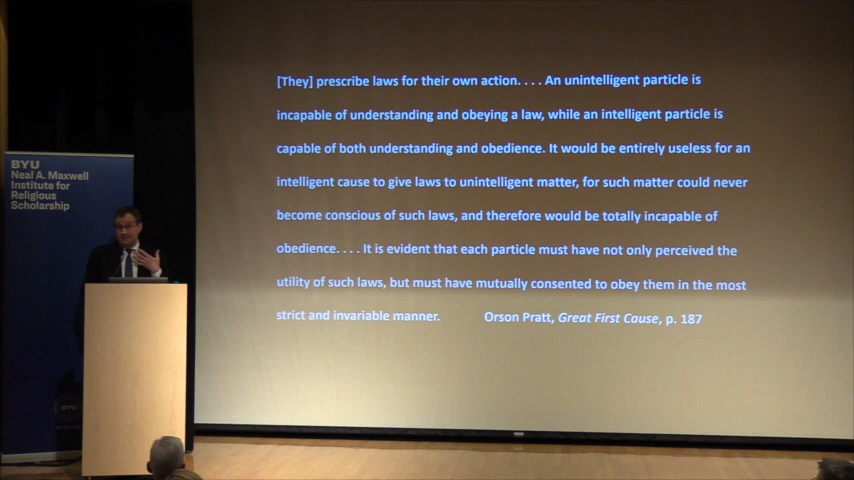 [They] prescribe laws for their own action. . . . An unintelligent particle is
incapable of understanding and obeying a law, while an intelligent particle is
capable of both understanding and obedience. It would be entirely useless for an
intelligent cause to give laws to unintelligent matter, for such matter could never
become conscious of such laws, and therefore would be totally incapable of
obedience. . . . It is evident that each particle must have not only perceived the
utility of such laws, but must have mutually consented to obey them in the most
strict and invariable manner. Orson Pratt, Great First Cause, p. 187
BYU
Neal A. Maxwell
Institute for
Religious
Scholarship
BYU